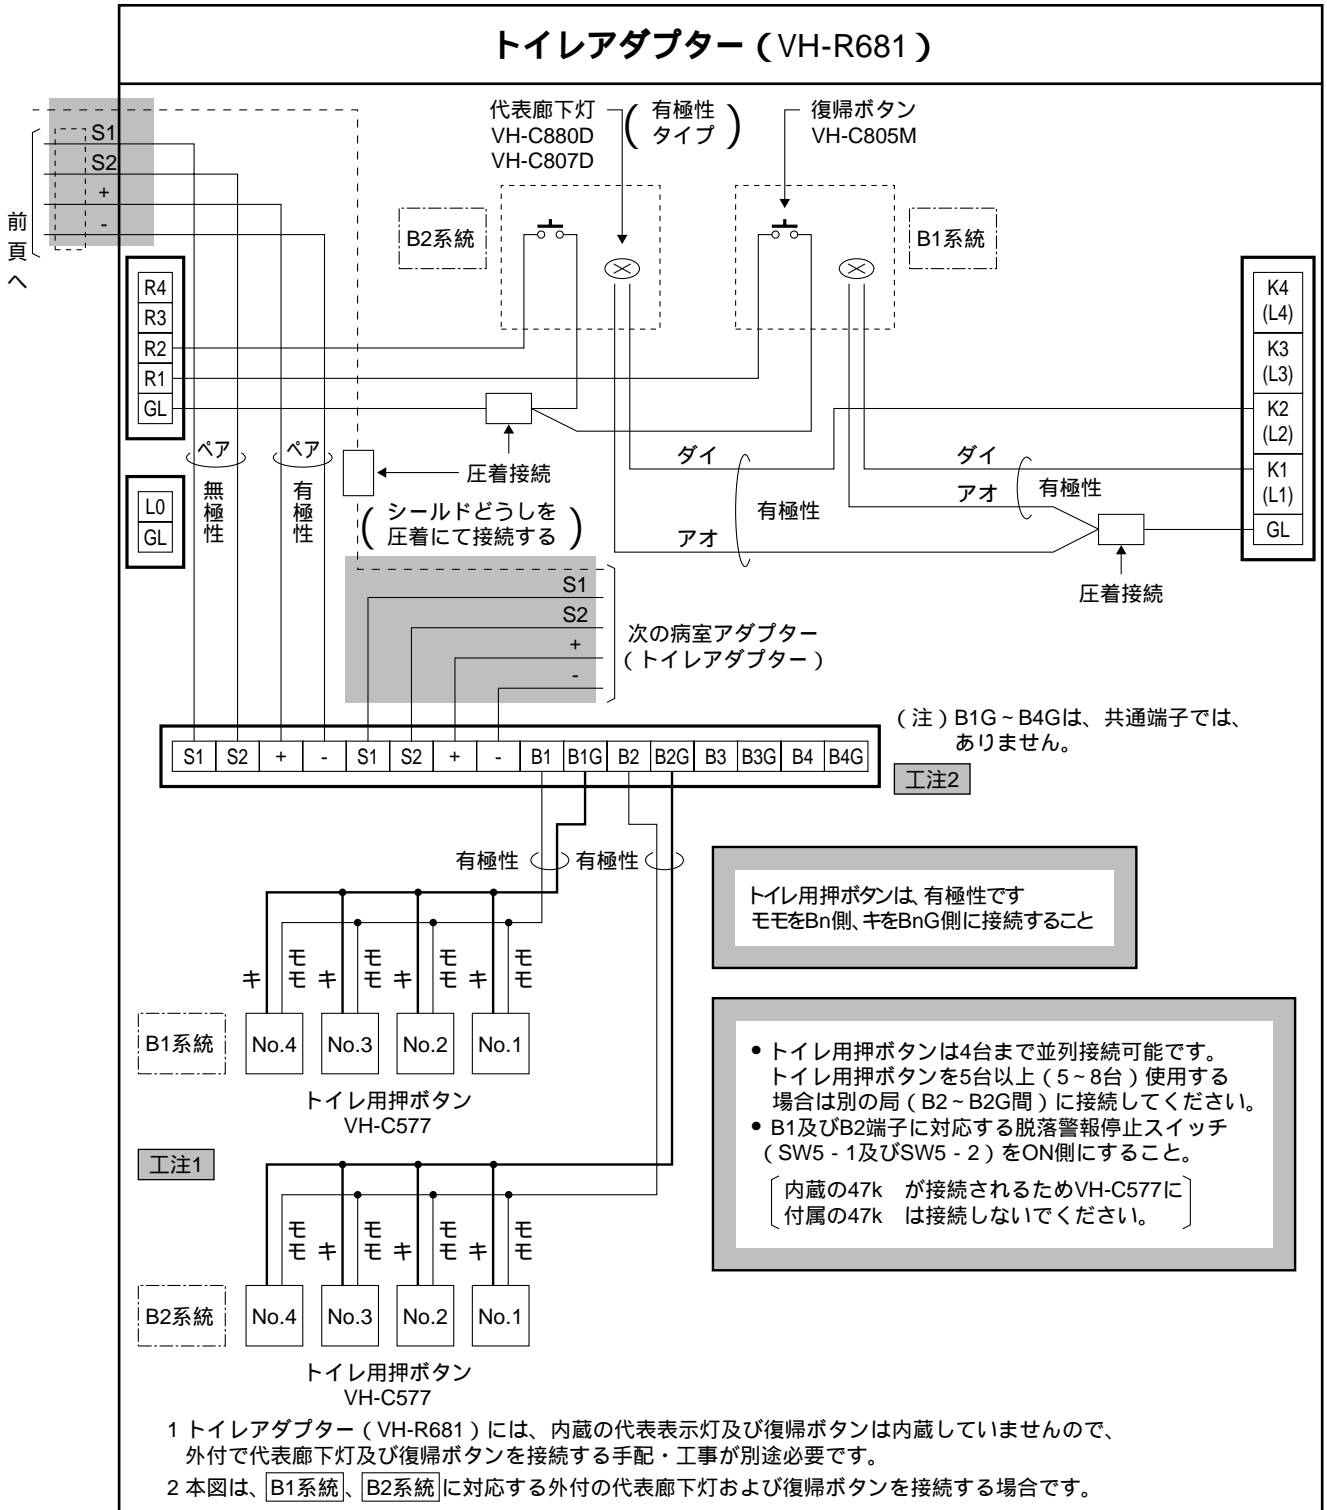 トイレアダプター（VH-R681）
代表廊下灯
VH-C880D
VH-C807D
（有極性
タイプ）
復帰ボタン
VH-C805M
S1
S2
+
-
前頁へ
B2系統
B1系統
R4
R3
R2
R1
GL
K4
(L4)
K3
(L3)
K2
(L2)
K1
(L1)
GL
L0
GL
ペア
ペア
無極性
有極性
圧着接続
（シールドどうしを
圧着にて接続する）
ダイ
アオ
有極性
ダイ
アオ
有極性
圧着接続
S1
S2
+
-
次の病室アダプター
（トイレアダプター）
（注）B1G～B4Gは、共通端子では、
ありません。
S1 S2 + - S1 S2 + - B1 B1G B2 B2G B3 B3G B4 B4G
工注2
有極性 有極性
トイレ用押ボタンは、有極性です
モモをBn側、キをBnG側に接続すること
キ モモ キ モモ キ モモ キ モモ
B1系統
No.4 No.3 No.2 No.1
トイレ用押ボタン
VH-C577
工注1
• トイレ用押ボタンは4台まで並列接続可能です。
トイレ用押ボタンを5台以上（5～8台）使用する
場合は別の局（B2～B2G間）に接続してください。
• B1及びB2端子に対応する脱落警報停止スイッチ
（SW5‐1及びSW5‐2）をON側にすること。
〔内蔵の47k　が接続されるためVH-C577に
付属の47k　は接続しないでください。〕
モモ キ モモ キ モモ キ モモ
B2系統
No.4 No.3 No.2 No.1
トイレ用押ボタン
VH-C577
1 トイレアダプター（VH-R681）には、内蔵の代表表示灯及び復帰ボタンは内蔵していませんので、
外付で代表廊下灯及び復帰ボタンを接続する手配・工事が別途必要です。
2 本図は、B1系統、B2系統に対応する外付の代表廊下灯および復帰ボタンを接続する場合です。